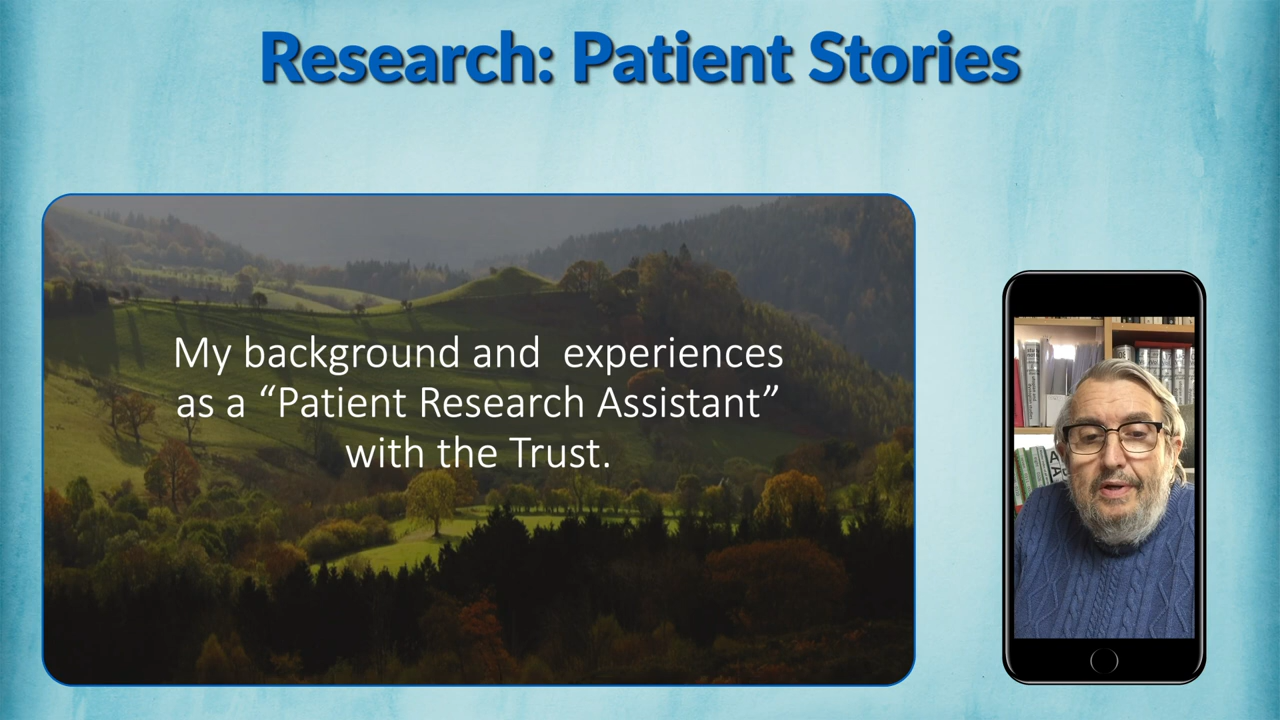 Research: Patient Stories
My background and  experiences
as a “Patient Research Assistant”
with the Trust.